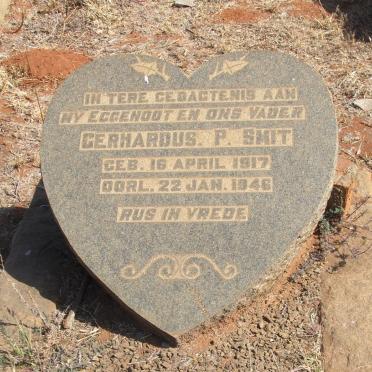 IN TERE GEDAGTENIS AAN
MY EGGENOOT EN ONS VADER
GERHARDUS. P. SMIT
GEB. 16 APRIL 1917
OORL. 22 JAN. 1946
RUS IN VREDE